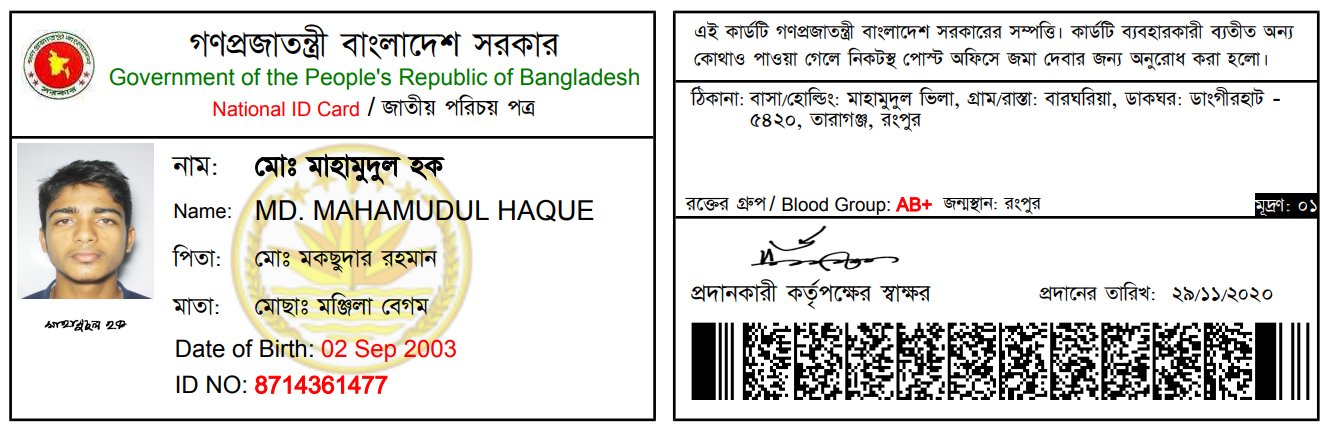 গণপ্রজাতন্ত্রী বাংলাদেশ সরকার
Government of the People's Republic of Bangladesh
National ID Card / জাতীয় পরিচয় পত্র
নাম: মোঃ মাহামুদুল হক
Name: MD. MAHAMUDUL HAQUE
পিতা: মোঃ মকছুদার রহমান
মাতা: মোছাঃ মঞ্জিলা বেগম
মাহামুদুল হক
Date of Birth: 02 Sep 2003
ID NO: 8714361477
এই কার্ডটি গণপ্রজাতন্ত্রী বাংলাদেশ সরকারের সম্পত্তি। কার্ডটি ব্যবহারকারী ব্যতীত অন্য
কোথাও পাওয়া গেলে নিকটস্থ পোস্ট অফিসে জমা দেবার জন্য অনুরোধ করা হলো।
ঠিকানা: বাসা/হোল্ডিং: মাহামুদুল ভিলা, গ্রাম/রাস্তা: বারঘরিয়া, ডাকঘর: ডাংগীরহাট -
৫৪২০, তারাগঞ্জ, রংপুর
রক্তের গ্রুপ / Blood Group: AB+ জন্মস্থান: রংপুর
মূদ্রণ: ০১
প্রদানকারী কর্তৃপক্ষের স্বাক্ষর
প্রদানের তারিখ: ২৯/১১/২০২০